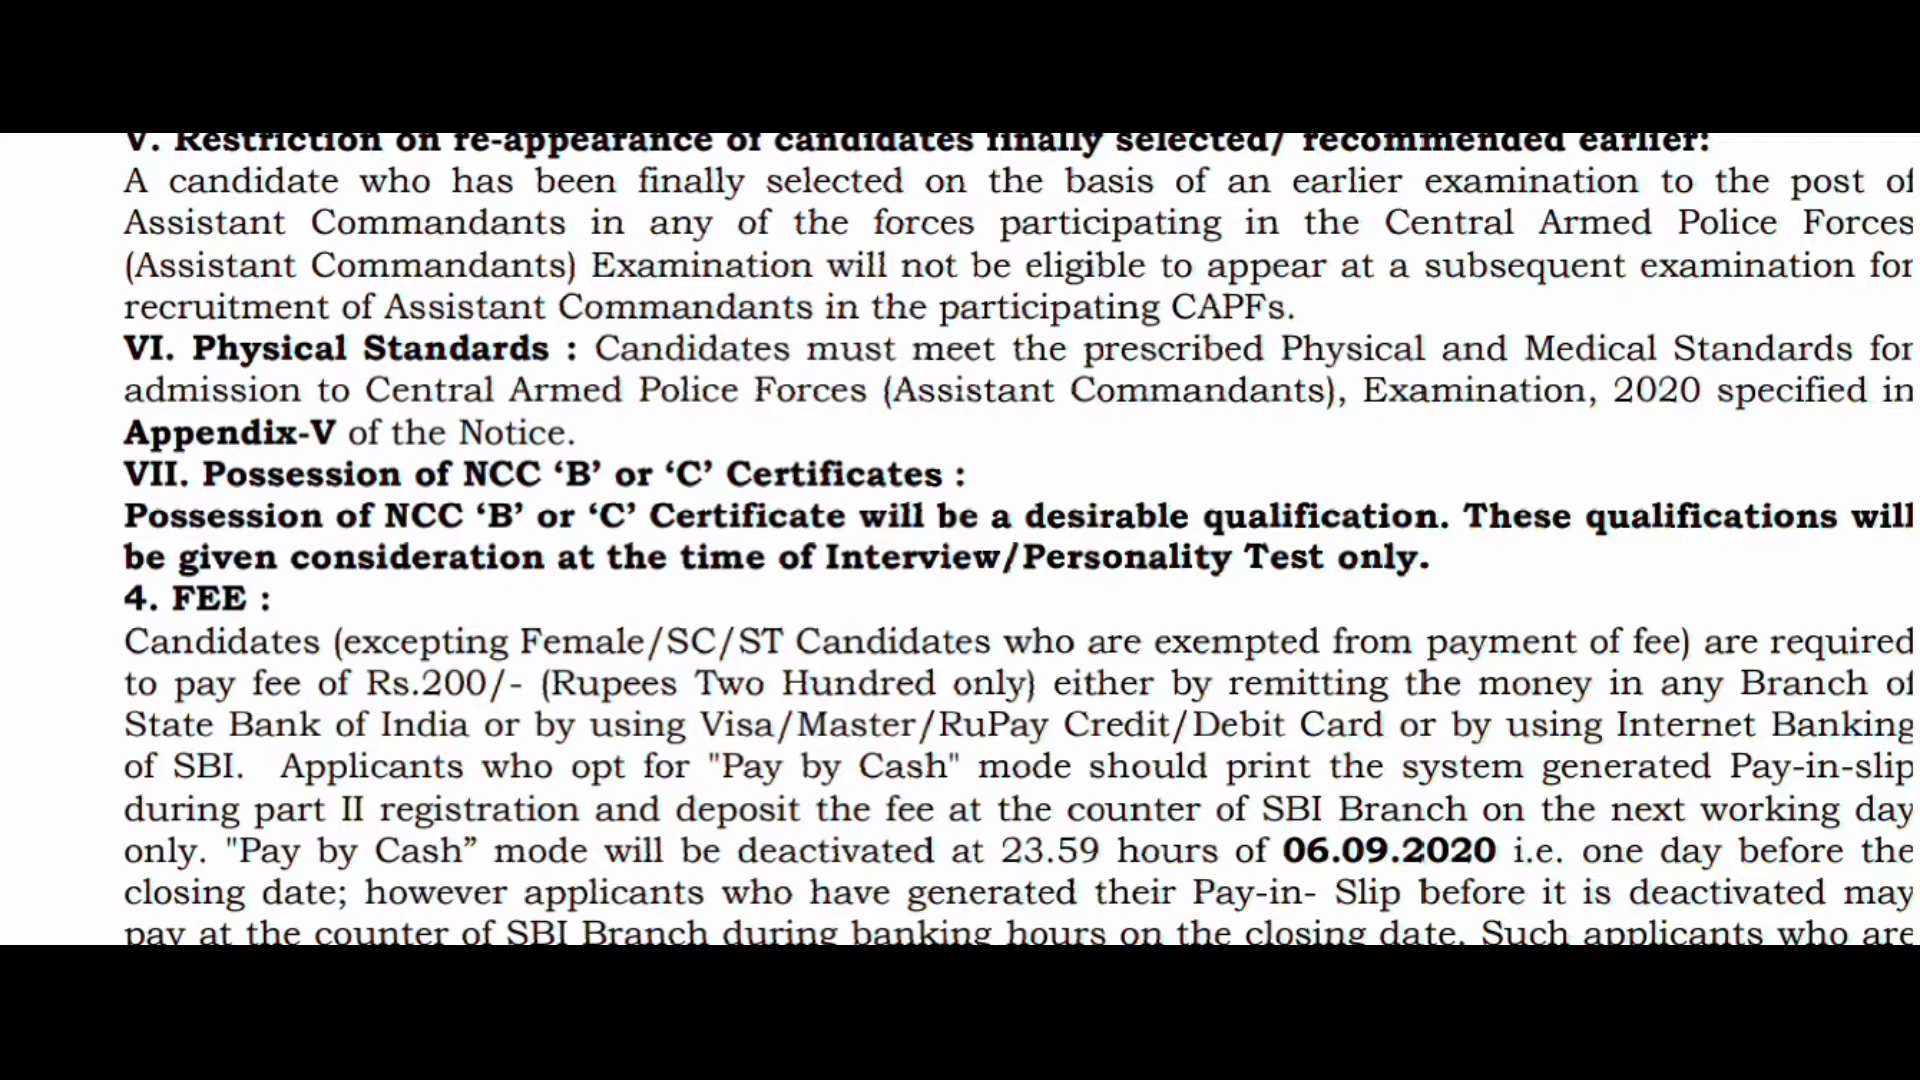 V. Restriction on re-appearance of candidates finally selected/ recommended earlier:
A candidate who has been finally selected on the basis of an earlier examination to the post of
Assistant Commandants in any of the forces participating in the Central Armed Police Forces
(Assistant Commandants) Examination will not be eligible to appear at a subsequent examination for
recruitment of Assistant Commandants in the participating CAPFs.
VI. Physical Standards : Candidates must meet the prescribed Physical and Medical Standards for
admission to Central Armed Police Forces (Assistant Commandants), Examination, 2020 specified in
Appendix-V of the Notice.
VII. Possession of NCC ‘B’ or ‘C’ Certificates :
Possession of NCC ‘B’ or ‘C’ Certificate will be a desirable qualification. These qualifications will
be given consideration at the time of Interview/Personality Test only.
4. FEE :
Candidates (excepting Female/SC/ST Candidates who are exempted from payment of fee) are required
to pay fee of Rs.200/- (Rupees Two Hundred only) either by remitting the money in any Branch of
State Bank of India or by using Visa/Master/RuPay Credit/Debit Card or by using Internet Banking
of SBI. Applicants who opt for "Pay by Cash" mode should print the system generated Pay-in-slip
during part II registration and deposit the fee at the counter of SBI Branch on the next working day
only. "Pay by Cash” mode will be deactivated at 23.59 hours of 06.09.2020 i.e. one day before the
closing date; however applicants who have generated their Pay-in- Slip before it is deactivated may
pay at the counter of SBI Branch during banking hours on the closing date. Such applicants who are